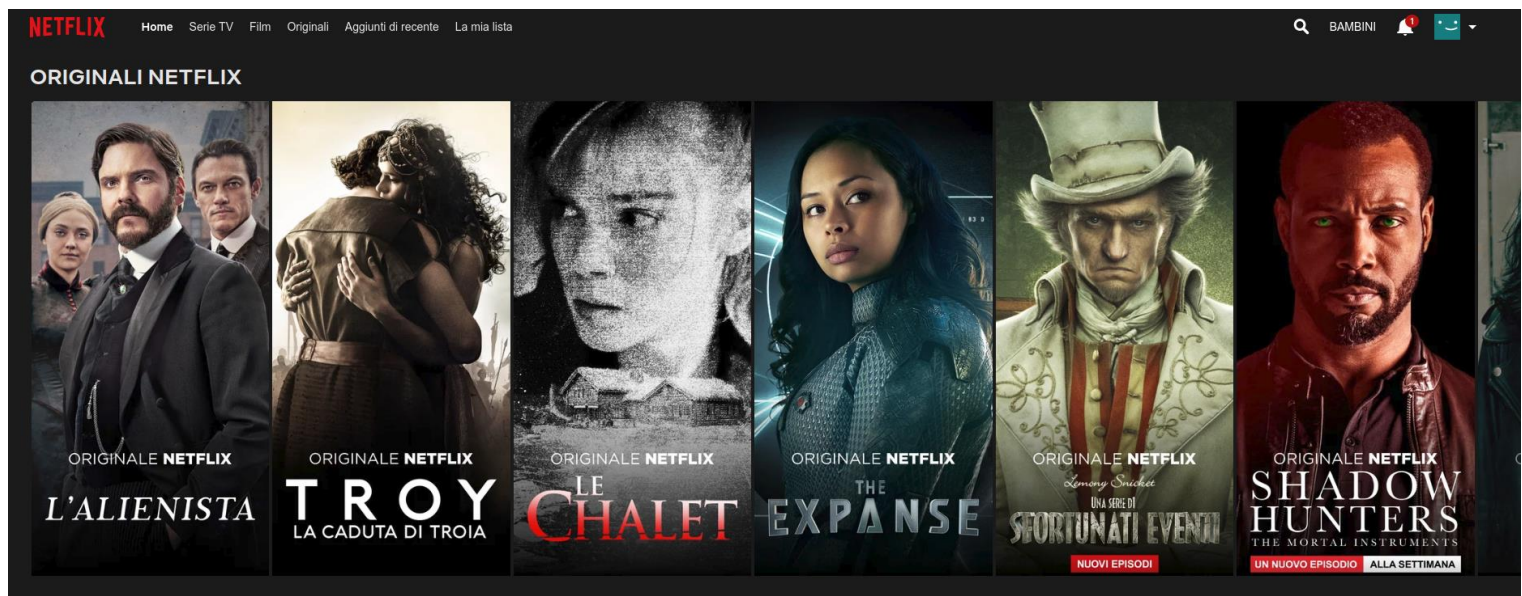 NETFLIX Home Serie TV Film Originali Aggiunti di recente La mia lista BAMBINI 1
ORIGINALI NETFLIX
ORIGINALE NETFLIX
L'ALIENISTA
ORIGINALE NETFLIX
TROY
LA CADUTA DI TROIA
ORIGINALE NETFLIX
LE
CHALET
ORIGINALE NETFLIX
THE
EXPANSE
ORIGINALE NETFLIX
Lemony Snicket
UNA SERIE DI
SFORTUNATI EVENTI
NUOVI EPISODI
ORIGINALE NETFLIX
SHADOW
HUNTERS
THE MORTAL INSTRUMENTS
UN NUOVO EPISODIO ALLA SETTIMANA